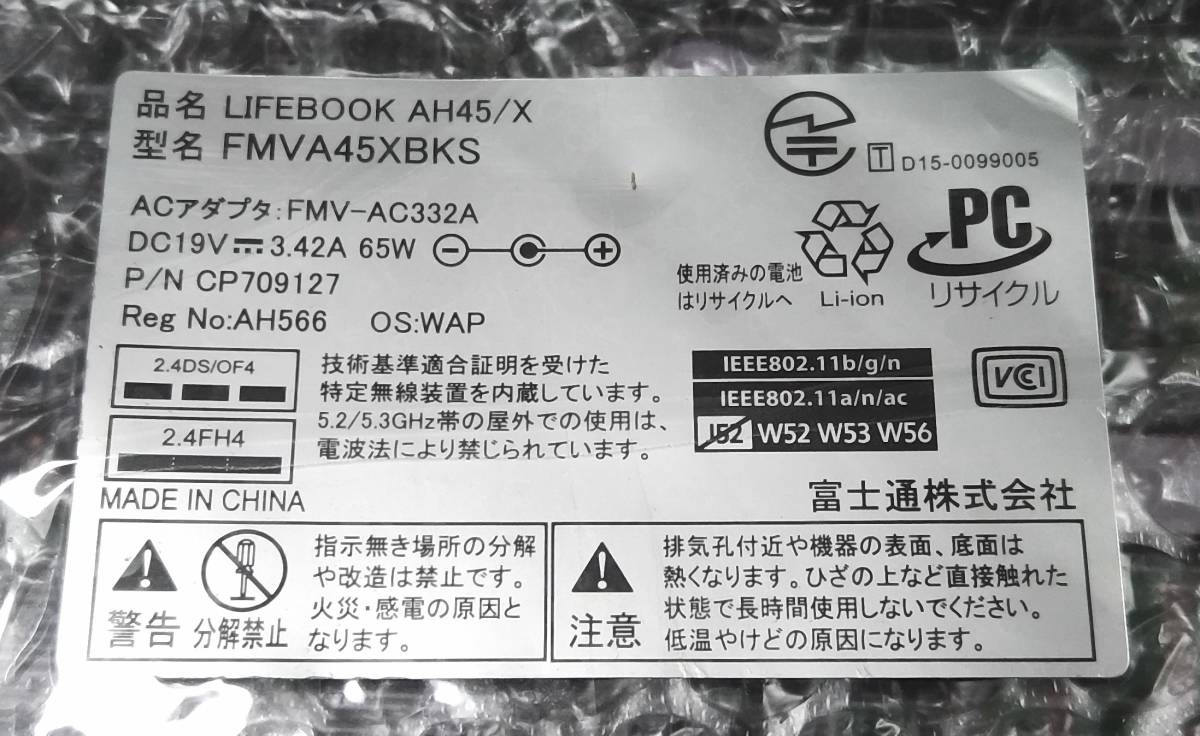 品名 LIFEBOOK AH45/X
型名 FMVA45XBKS
T D15-0099005
ACアダプタ:FMV-AC332A
DC19V 3.42A 65W
P/N CP709127
Reg No:AH566 OS:WAP
使用済みの電池
はリサイクルへ
Li-ion
PC
リサイクル
2.4DS/OF4
2.4FH4
技術基準適合証明を受けた
特定無線装置を内蔵しています。
5.2/5.3GHz帯の屋外での使用は、
電波法により禁じられています。
IEEE802.11b/g/n
IEEE802.11a/n/ac
J52 W52 W53 W56
VCI
MADE IN CHINA
富士通株式会社
警告
分解禁止
指示無き場所の分解
や改造は禁止です。
火災・感電の原因と
なります。
注意
排気孔付近や機器の表面、底面は
熱くなります。ひざの上など直接触れた
状態で長時間使用しないでください。
低温やけどの原因になります。